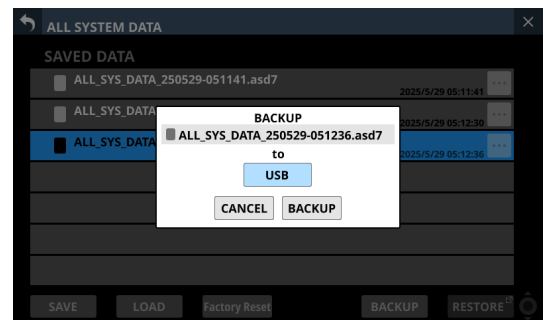 ALL SYSTEM DATA
SAVED DATA
ALL_SYS_DATA_250529-051141.asd7
2025/5/29 05:11:41
ALL_SYS_DATA
2025/5/29 05:12:30
ALL_SYS_DATA
2025/5/29 05:12:36
BACKUP
ALL_SYS_DATA_250529-051236.asd7
to
USB
CANCEL BACKUP
SAVE LOAD Factory Reset BACKUP RESTORE